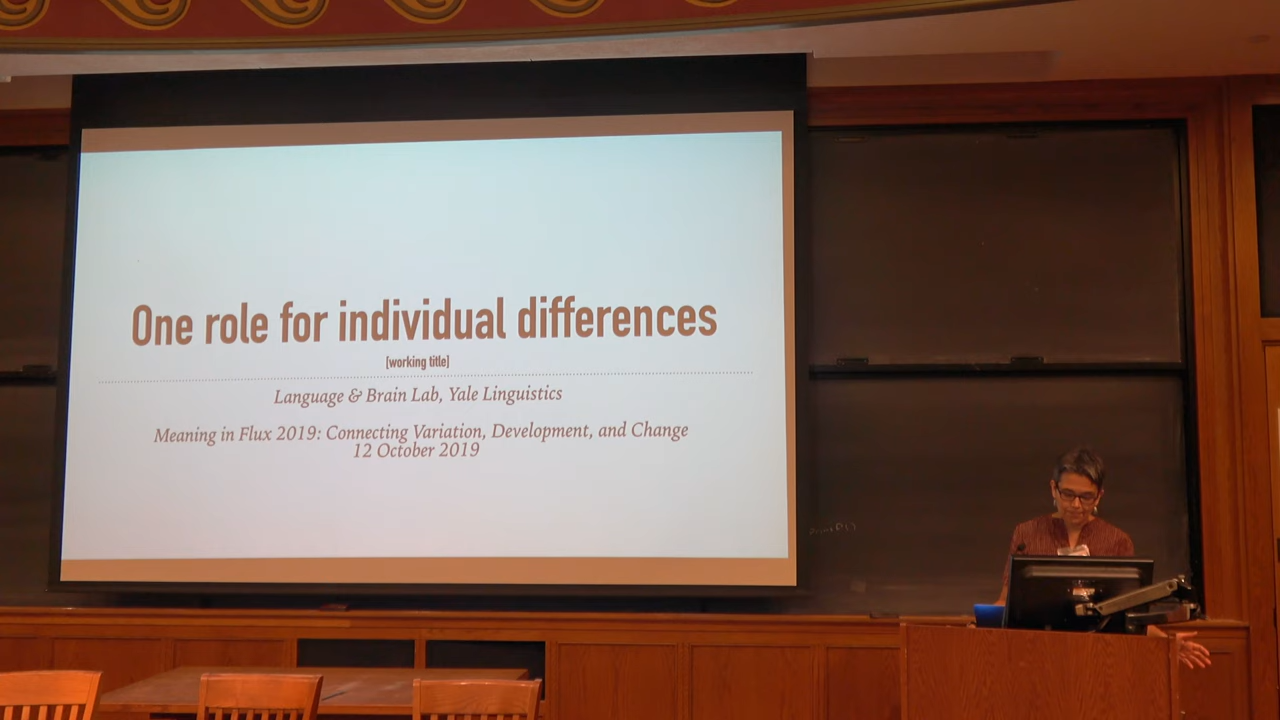 One role for individual differences
[working title]
Language & Brain Lab, Yale Linguistics
Meaning in Flux 2019: Connecting Variation, Development, and Change
12 October 2019